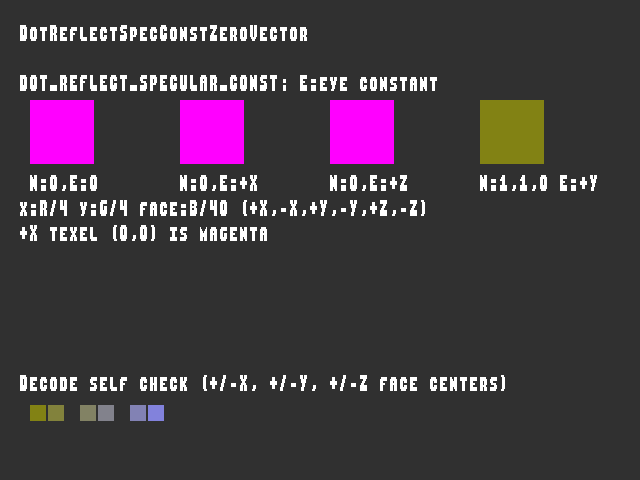 DotReflectSpecConstZeroVector
DOT_REFLECT_SPECULAR_CONST: E:eye constant
N:0,E:0 N:0,E:+X N:0,E:+Z N:1,1,0 E:+Y
x:R/4 y:G/4 face:B/40 (+X,-X,+Y,-Y,+Z,-Z)
+X texel (0,0) is magenta
Decode self check (+/-X, +/-Y, +/-Z face centers)